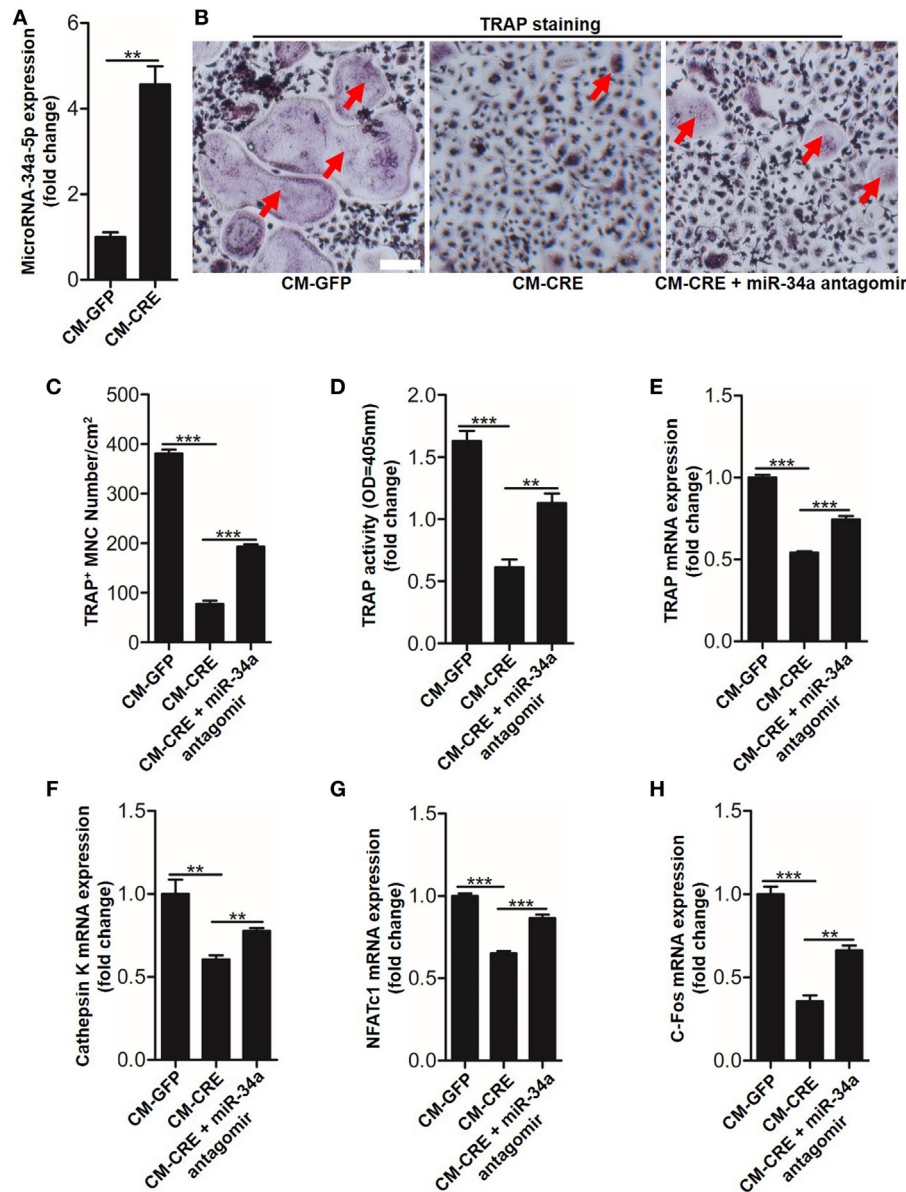 A
MicroRNA-34a-5p expression
(fold change)
6
4
2
0
**
CM-GFP
CM-CRE
B
TRAP staining
CM-GFP
CM-CRE
CM-CRE + miR-34a antagomir
C
TRAP+ MNC Number/cm2
500
400
300
200
100
0
***
***
CM-GFP
CM-CRE
CM-CRE + miR-34a
antagomir
D
TRAP activity (OD=405nm)
(fold change)
2.0
1.5
1.0
0.5
0.0
***
**
CM-GFP
CM-CRE
CM-CRE + miR-34a
antagomir
E
TRAP mRNA expression
(fold change)
1.5
1.0
0.5
0.0
***
***
CM-GFP
CM-CRE
CM-CRE + miR-34a
antagomir
F
Cathepsin K mRNA expression
(fold change)
1.5
1.0
0.5
0.0
**
**
CM-GFP
CM-CRE
CM-CRE + miR-34a
antagomir
G
NFATc1 mRNA expression
(fold change)
1.5
1.0
0.5
0.0
***
***
CM-GFP
CM-CRE
CM-CRE + miR-34a
antagomir
H
C-Fos mRNA expression
(fold change)
1.5
1.0
0.5
0.0
***
**
CM-GFP
CM-CRE
CM-CRE + miR-34a
antagomir